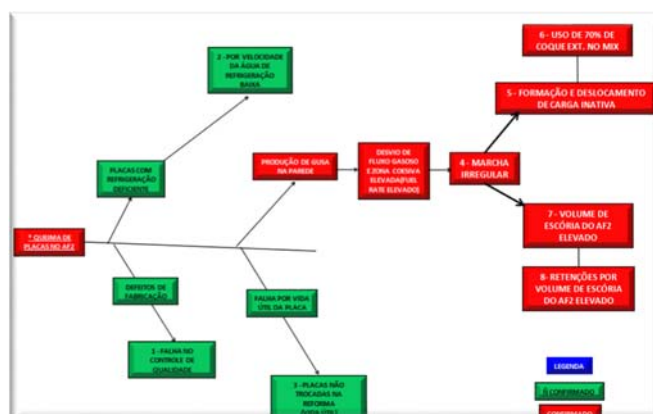 6 - USO DE 70% DE
COQUE EXT. NO MIX
2 - POR VELOCIDADE
DA ÁGUA DE
REFRIGERAÇÃO
BAIXA
5 - FORMAÇÃO E DESLOCAMENTO
DE CARGA INATIVA
PLACAS COM
REFRIGERAÇÃO
DEFICIENTE
PRODUÇÃO DE GUSA
NA PAREDE
DESVIO DE
FLUXO GASOSO
E ZONA COESIVA
ELEVADA(FUEL
RATE ELEVADO)
4 - MARCHA
IRREGULAR
* QUEIMA DE
PLACAS NO AF2
7 - VOLUME DE
ESCÓRIA DO AF2
ELEVADO
DEFEITOS DE
FABRICAÇÃO
FALHA POR VIDA
ÚTIL DA PLACA
8- RETENÇÕES POR
VOLUME DE ESCÓRIA
DO AF2 ELEVADO
1 - FALHA NO
CONTROLE DE
QUALIDADE
3 - PLACAS NÃO
TROCADAS NA
REFORMA
LEGENDA
Ñ CONFIRMADO
CONFIRMADO